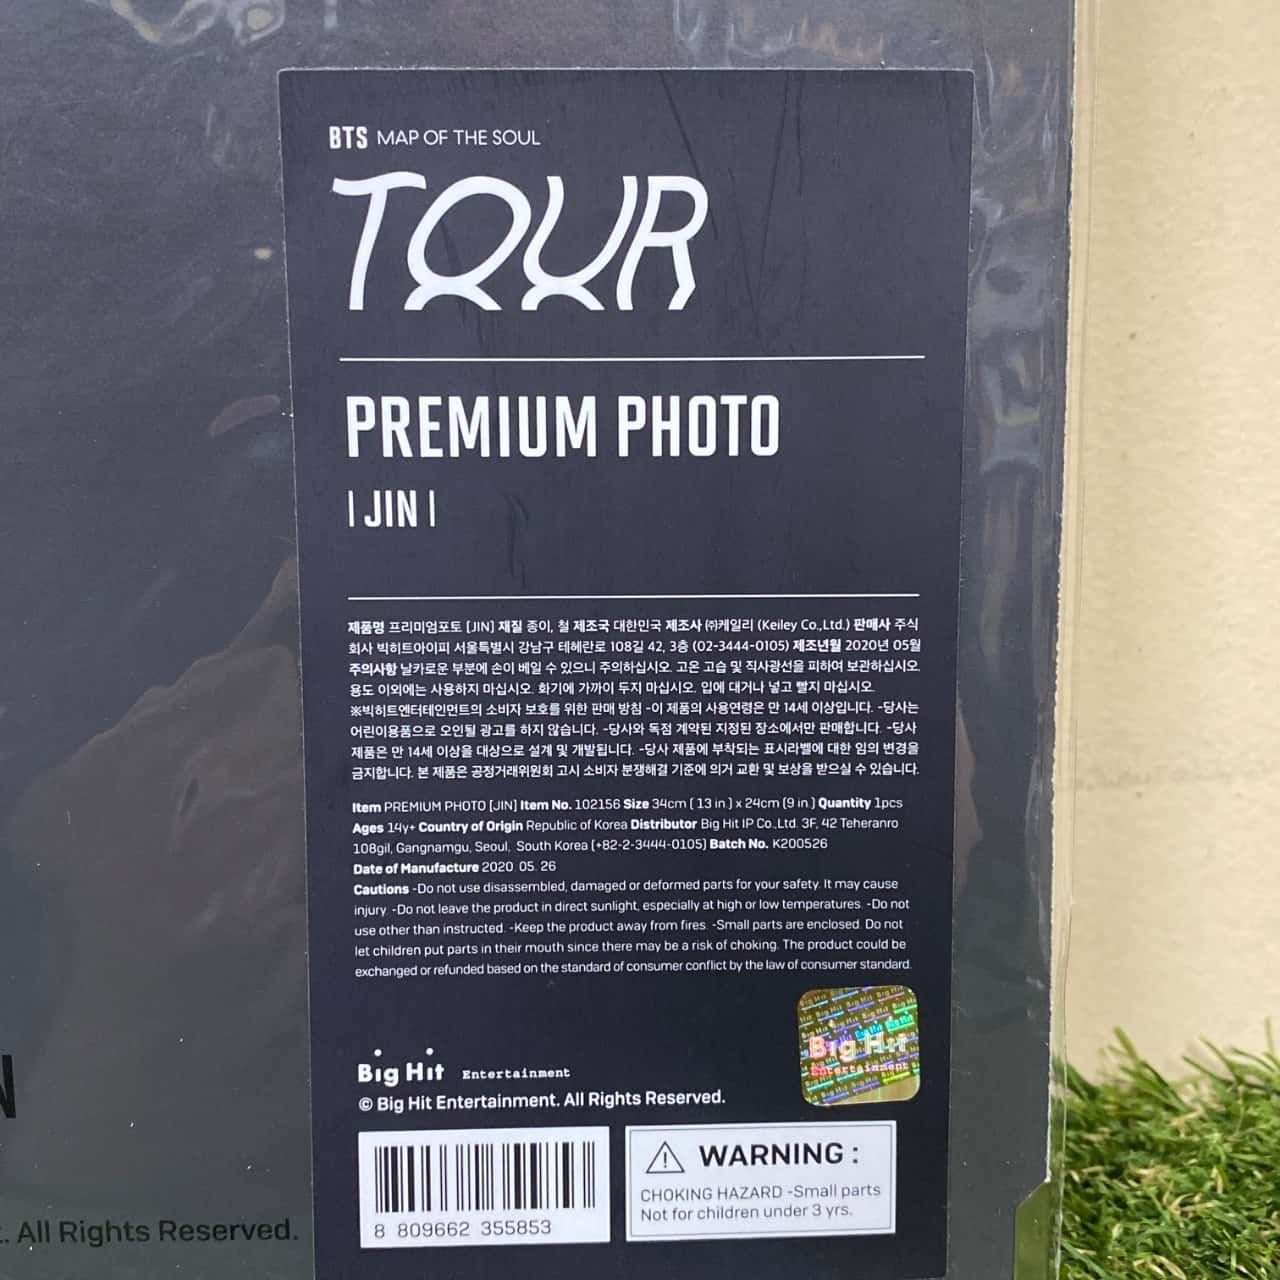 BTS MAP OF THE SOUL
TOUR
PREMIUM PHOTO
| JIN |
제품명 프리미엄포토 [JIN] 재질 종이, 철 제조국 대한민국 제조사 ㈜케일리 (Keiley Co.,Ltd.) 판매사 주식
회사 빅히트아이피 서울특별시 강남구 테헤란로 108길 42, 3층 (02-3444-0105) 제조년월 2020년 05월
주의사항 날카로운 부분에 손이 베일 수 있으니 주의하십시오. 고온 고습 및 직사광선을 피하여 보관하십시오.
용도 이외에는 사용하지 마십시오. 화기에 가까이 두지 마십시오. 입에 대거나 넣고 빨지 마십시오.
※빅히트엔터테인먼트의 소비자 보호를 위한 판매 방침 -이 제품의 사용연령은 만 14세 이상입니다. -당사는
어린이용품으로 오인될 광고를 하지 않습니다. -당사와 독점 계약된 지정된 장소에서만 판매합니다. -당사
제품은 만 14세 이상을 대상으로 설계 및 개발됩니다. -당사 제품에 부착되는 표시라벨에 대한 임의 변경을
금지합니다. 본 제품은 공정거래위원회 고시 소비자 분쟁해결 기준에 의거 교환 및 보상을 받으실 수 있습니다.
Item PREMIUM PHOTO [JIN] Item No. 102156 Size 34cm ( 13 in.) x 24cm (9 in.) Quantity 1pcs
Ages 14y+ Country of Origin Republic of Korea Distributor Big Hit IP Co.,Ltd. 3F, 42 Teheranro
108gil, Gangnamgu, Seoul, South Korea (+82-2-3444-0105) Batch No. K200526
Date of Manufacture 2020. 05. 26
Cautions -Do not use disassembled, damaged or deformed parts for your safety. It may cause
injury. -Do not leave the product in direct sunlight, especially at high or low temperatures. -Do not
use other than instructed. -Keep the product away from fires. -Small parts are enclosed. Do not
let children put parts in their mouth since there may be a risk of choking. The product could be
exchanged or refunded based on the standard of consumer conflict by the law of consumer standard.
Big Hit Entertainment
Big Hit
Entertainment
© Big Hit Entertainment. All Rights Reserved.
WARNING :
CHOKING HAZARD -Small parts
Not for children under 3 yrs.
8 809662 355853
N
. All Rights Reserved.